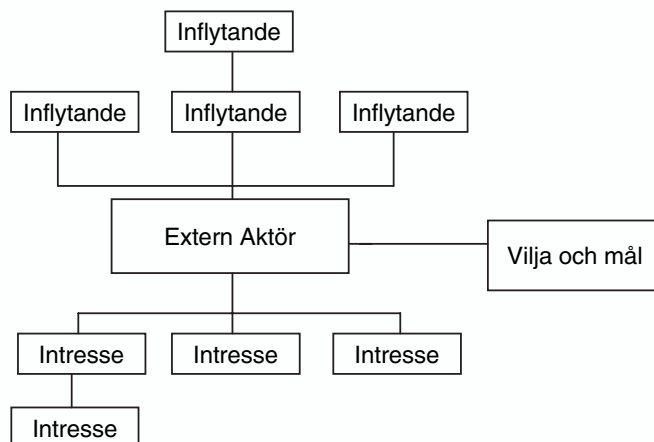 Inflytande
Inflytande
Inflytande
Inflytande
Extern Aktör
Vilja och mål
Intresse
Intresse
Intresse
Intresse